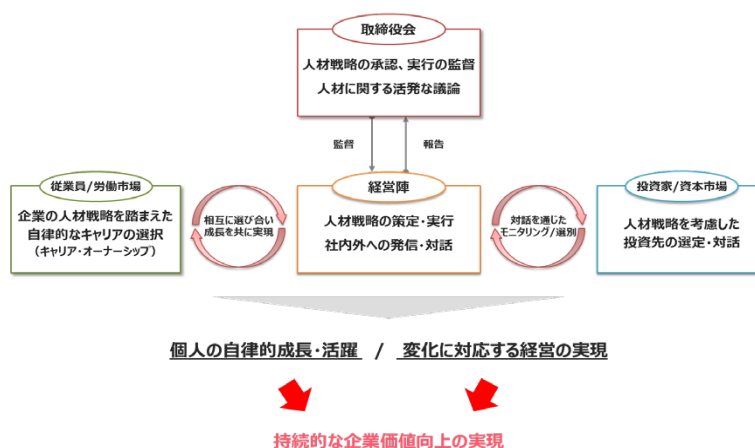 取締役会
人材戦略の承認、実行の監督
人材に関する活発な議論
監督
報告
従業員/労働市場
企業の人材戦略を踏まえた
自律的なキャリアの選択
（キャリア・オーナーシップ）
相互に選び合い
成長を共に実現
経営陣
人材戦略の策定・実行
社内外への発信・対話
対話を通じた
モニタリング/選別
投資家/資本市場
人材戦略を考慮した
投資先の選定・対話
個人の自律的成長・活躍 / 変化に対応する経営の実現
持続的な企業価値向上の実現